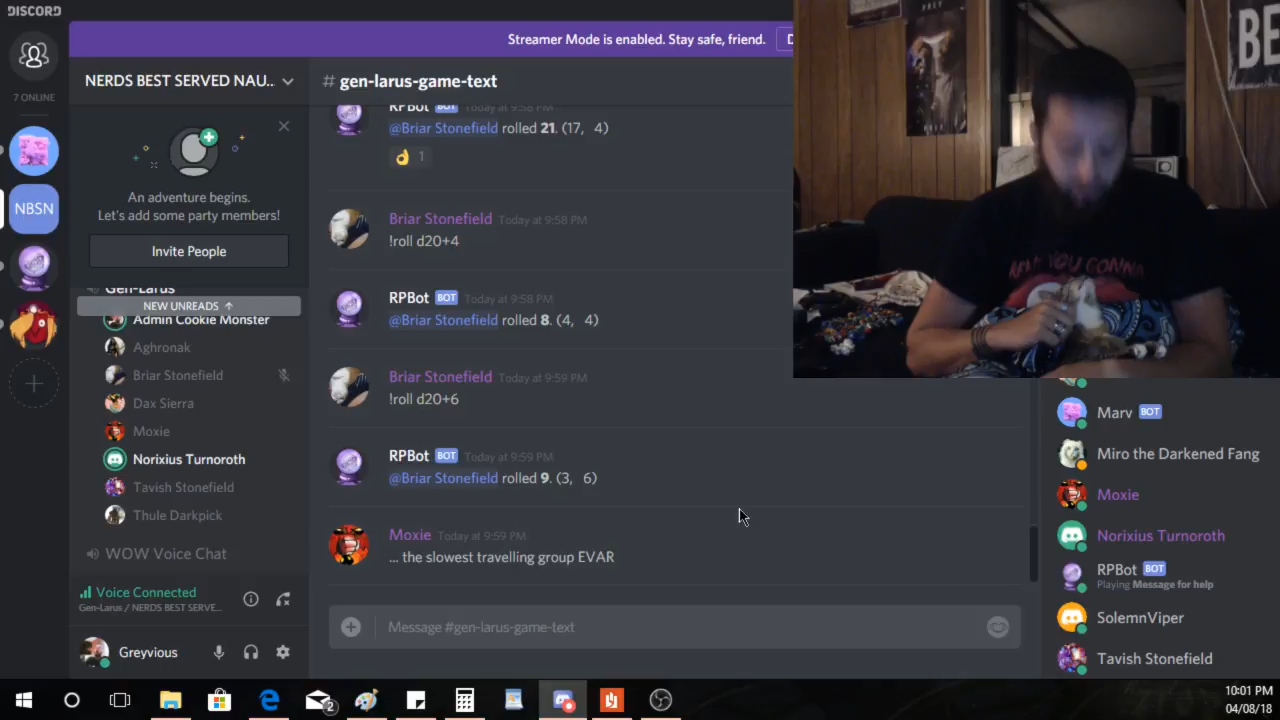 DISCORD
7 ONLINE
NBSN
Streamer Mode is enabled. Stay safe, friend.
NERDS BEST SERVED NAU...
An adventure begins.
Let's add some party members!
Invite People
Gen-Larus
NEW UNREADS ↑
Admin Cookie Monster
Aghronak
Briar Stonefield
Dax Sierra
Moxie
Norixius Turnoroth
Tavish Stonefield
Thule Darkpick
WOW Voice Chat
Voice Connected
Gen-Larus / NERDS BEST SERVE...
Greyvious
# gen-larus-game-text
RPBot BOT Today at 9:58 PM
@Briar Stonefield rolled 21. (17, 4)
👌 1
Briar Stonefield Today at 9:58 PM
!roll d20+4
RPBot BOT Today at 9:58 PM
@Briar Stonefield rolled 8. (4, 4)
Briar Stonefield Today at 9:59 PM
!roll d20+6
RPBot BOT Today at 9:59 PM
@Briar Stonefield rolled 9. (3, 6)
Moxie Today at 9:59 PM
... the slowest travelling group EVAR
Message #gen-larus-game-text
PREY
BE
YOU GONNA
Marv BOT
Miro the Darkened Fang
Moxie
Norixius Turnoroth
RPBot BOT
Playing Message for help
SolemnViper
Tavish Stonefield
2
10:01 PM
04/08/18